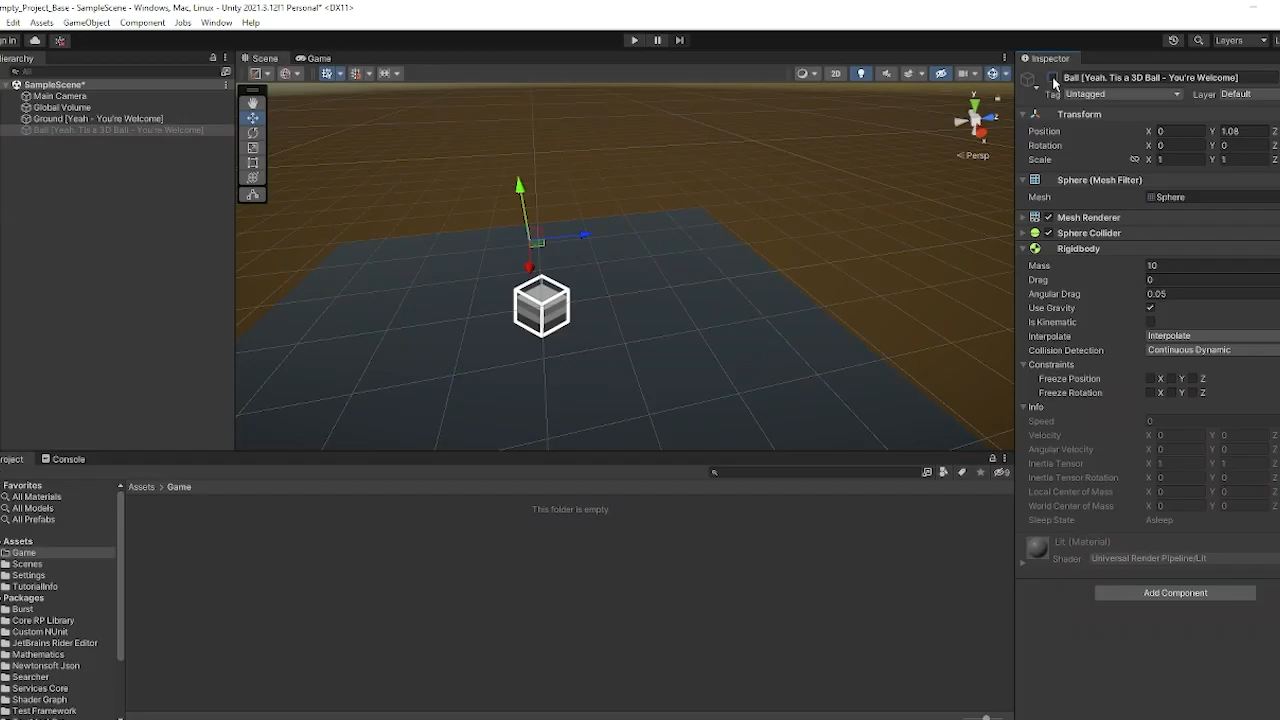 mpty_Project_Base - SampleScene - Windows, Mac, Linux - Unity 2021.3.12f1 Personal* <DX11>
Edit Assets GameObject Component Jobs Window Help
gn in Layers
Hierarchy Scene Game Inspector
All
SampleScene*
Main Camera
Global Volume
Ground [Yeah - You're Welcome]
Ball [Yeah. Tis a 3D Ball - You're Welcome]
2D
y
z
x
< Persp
Ball [Yeah. Tis a 3D Ball - You're Welcome]
Tag Untagged Layer Default
Transform
Position X 0 Y 1.08 Z
Rotation X 0 Y 0 Z
Scale X 1 Y 1 Z
Sphere (Mesh Filter)
Mesh Sphere
Mesh Renderer
Sphere Collider
Rigidbody
Mass 10
Drag 0
Angular Drag 0.05
Use Gravity
Is Kinematic
Interpolate Interpolate
Collision Detection Continuous Dynamic
Constraints
Freeze Position X Y Z
Freeze Rotation X Y Z
Info
Speed 0
Velocity X 0 Y 0 Z
Angular Velocity X 0 Y 0 Z
Inertia Tensor X 1 Y 1 Z
Inertia Tensor Rotation X 0 Y 0 Z
Local Center of Mass X 0 Y 0 Z
World Center of Mass X 0 Y 0 Z
Sleep State Asleep
Lit (Material)
Shader Universal Render Pipeline/Lit
Add Component
roject Console
9
Favorites
All Materials
All Models
All Prefabs
Assets
Game
Scenes
Settings
TutorialInfo
Packages
Burst
Core RP Library
Custom NUnit
JetBrains Rider Editor
Mathematics
Newtonsoft Json
Searcher
Services Core
Shader Graph
Test Framework
Assets > Game
This folder is empty